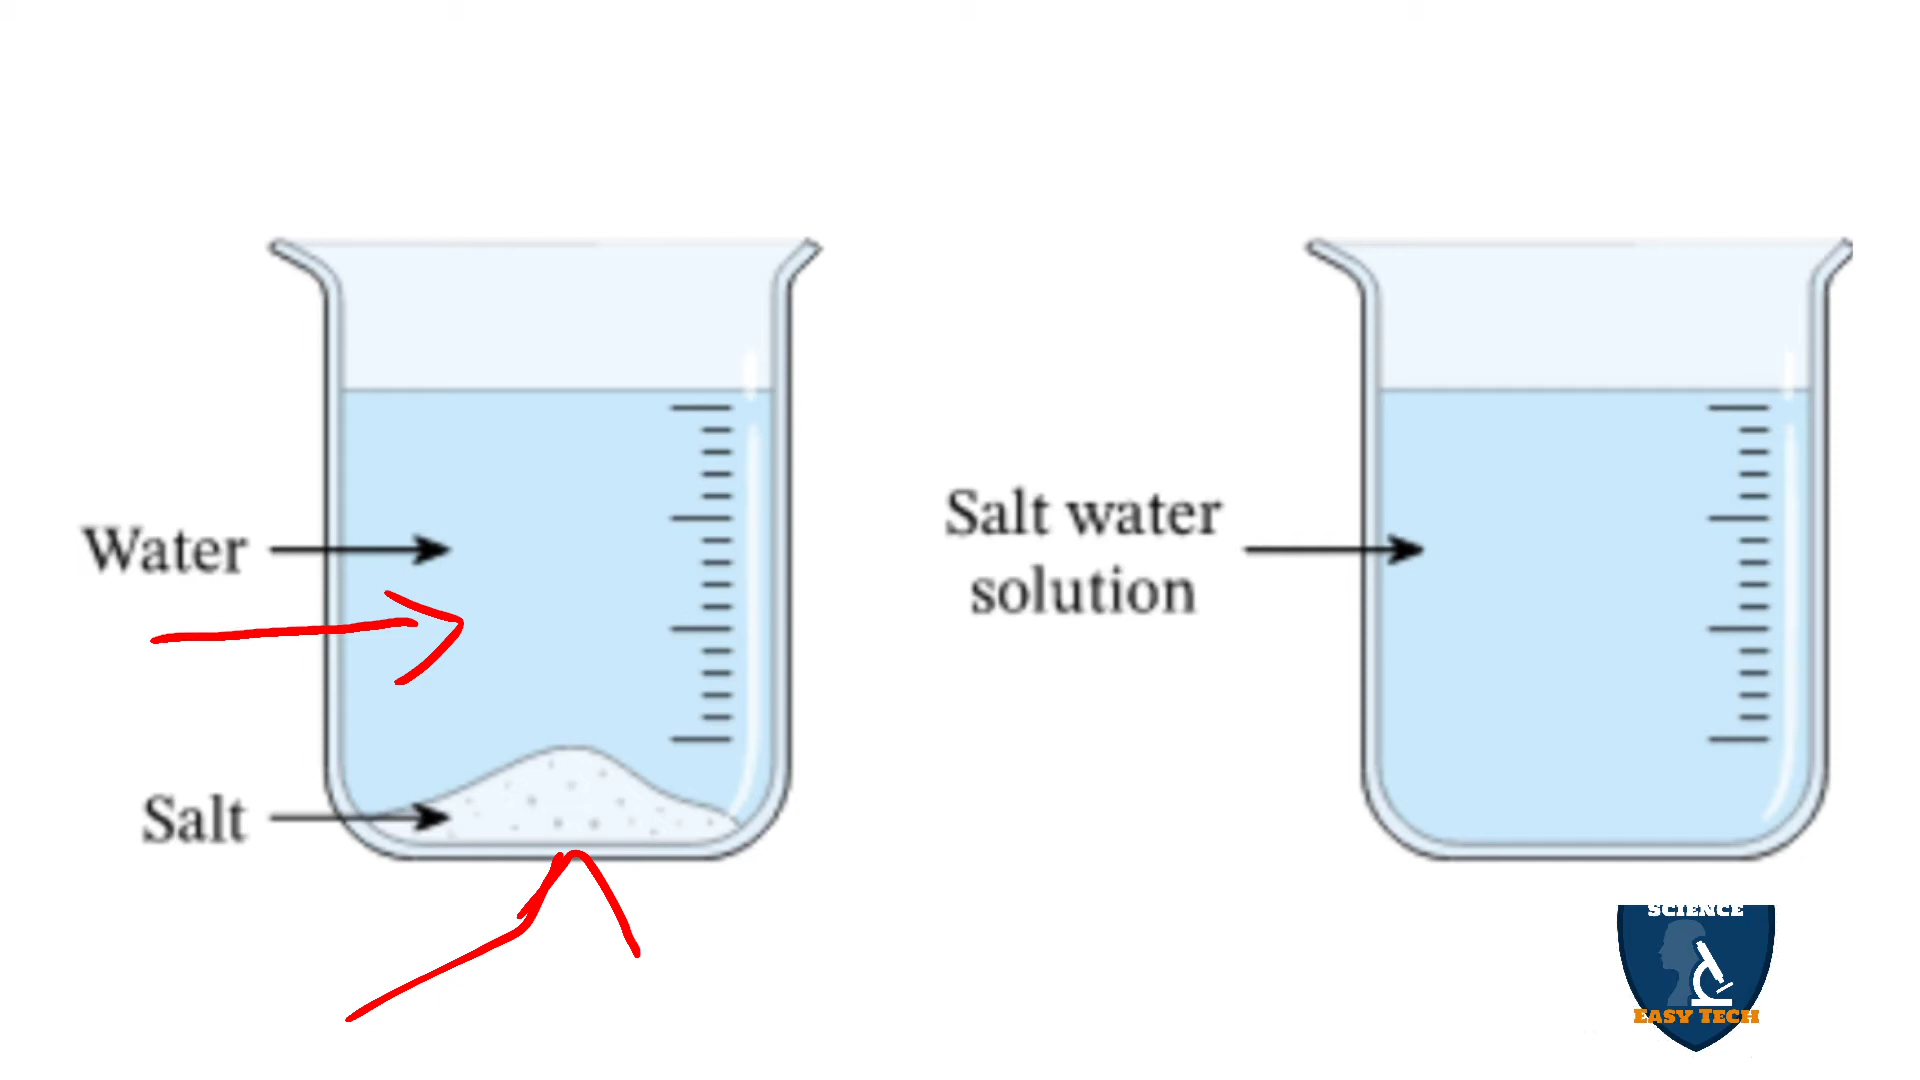 Water
Salt
Salt water
solution
SCIENCE
EASY TECH